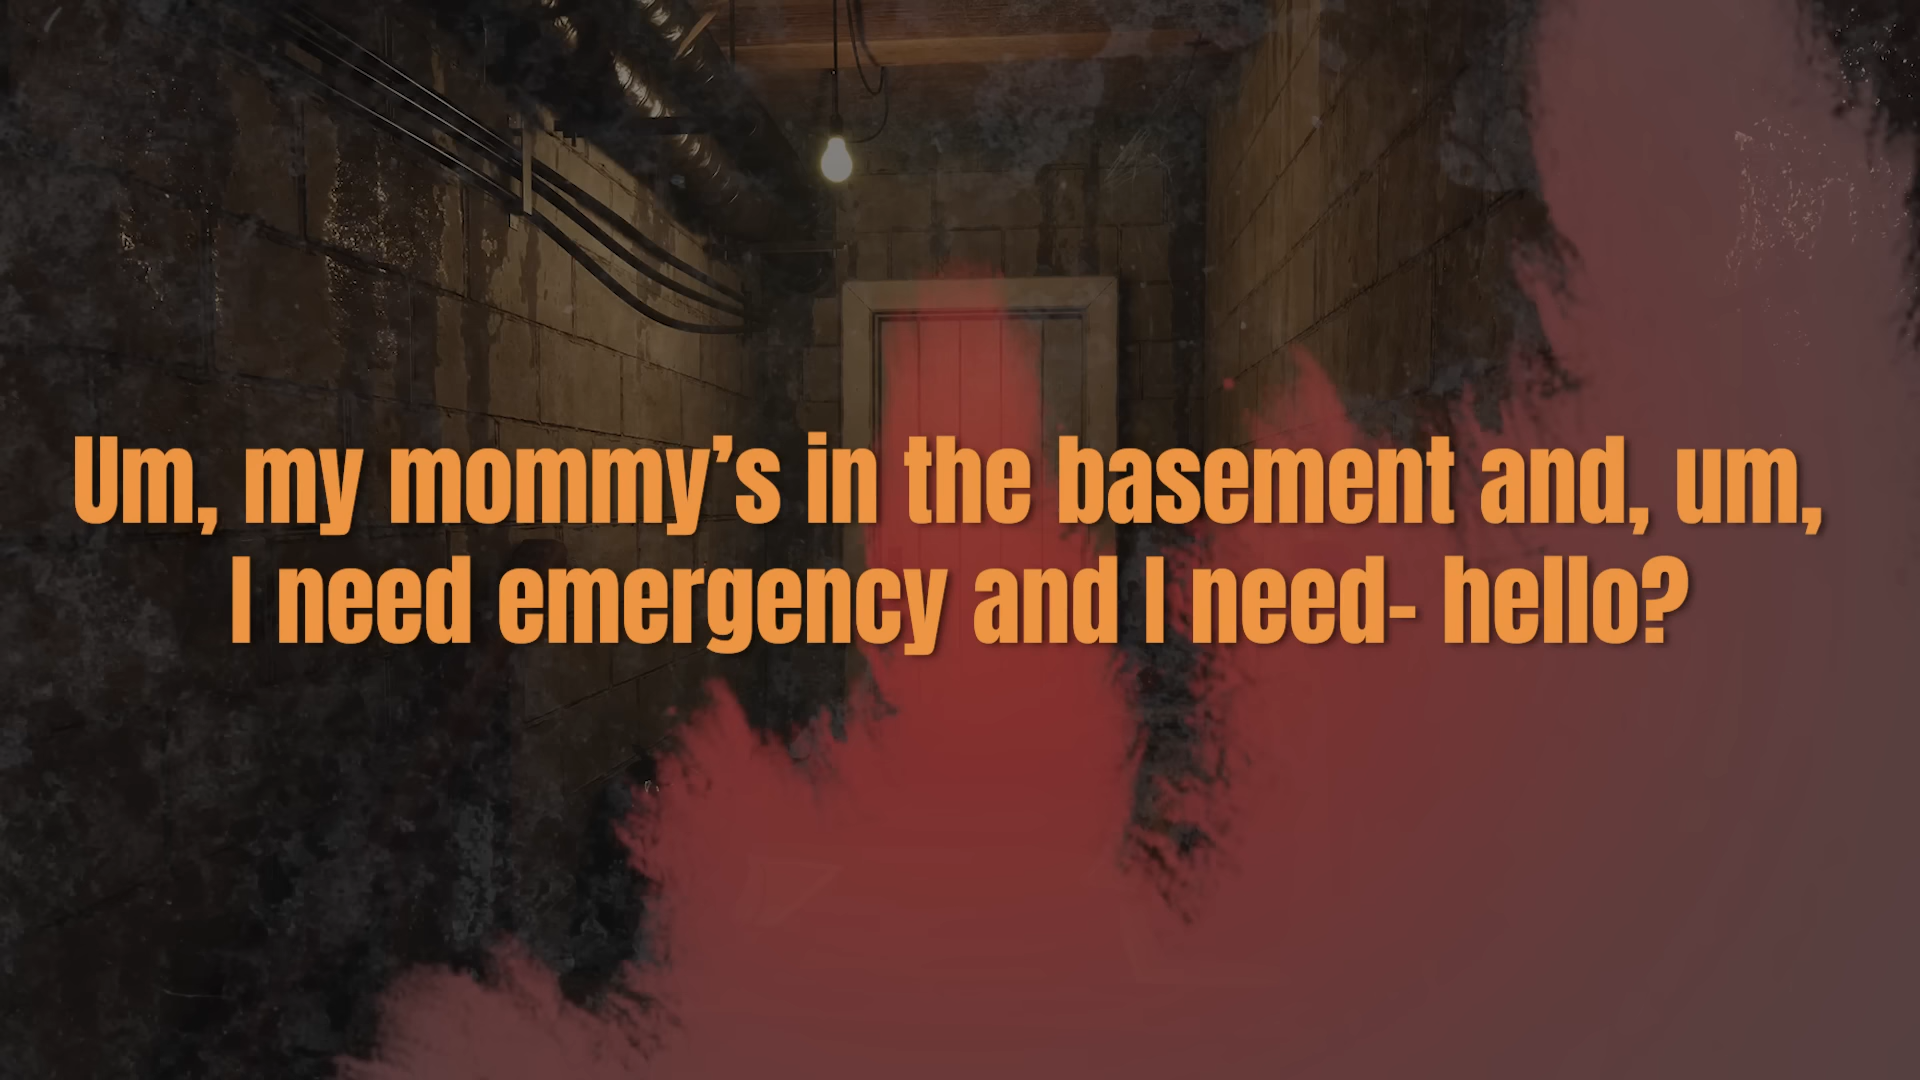 Um, my mommy’s in the basement and, um,
I need emergency and I need- hello?